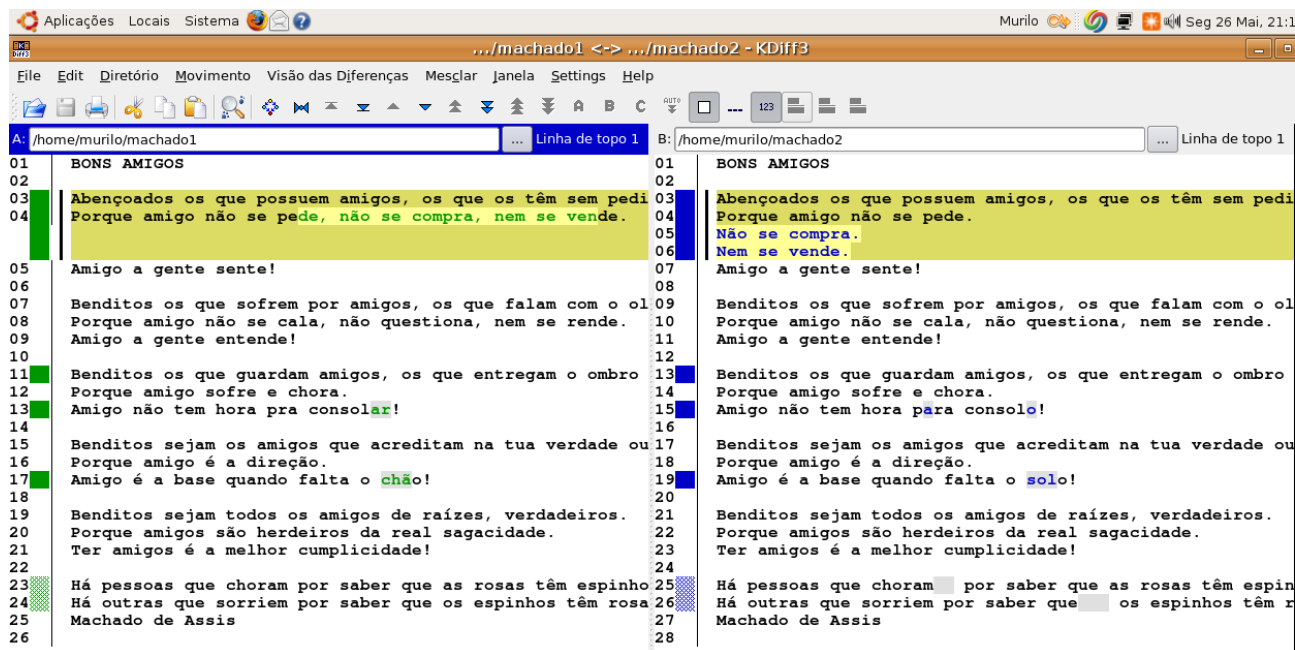 Aplicações Locais Sistema Murilo Seg 26 Mai, 21:1
.../machado1 <-> .../machado2 - KDiff3
File Edit Diretório Movimento Visão das Diferenças Mesclar Janela Settings Help
A B C AUTO 123
A: /home/murilo/machado1 ... Linha de topo 1
01 BONS AMIGOS
02
03 Abençoados os que possuem amigos, os que os têm sem pedi
04 Porque amigo não se pede, não se compra, nem se vende.
05 Amigo a gente sente!
06
07 Benditos os que sofrem por amigos, os que falam com o ol
08 Porque amigo não se cala, não questiona, nem se rende.
09 Amigo a gente entende!
10
11 Benditos os que guardam amigos, os que entregam o ombro
12 Porque amigo sofre e chora.
13 Amigo não tem hora pra consolar!
14
15 Benditos sejam os amigos que acreditam na tua verdade ou
16 Porque amigo é a direção.
17 Amigo é a base quando falta o chão!
18
19 Benditos sejam todos os amigos de raízes, verdadeiros.
20 Porque amigos são herdeiros da real sagacidade.
21 Ter amigos é a melhor cumplicidade!
22
23 Há pessoas que choram por saber que as rosas têm espinho
24 Há outras que sorriem por saber que os espinhos têm rosa
25 Machado de Assis
26
B: /home/murilo/machado2 ... Linha de topo 1
01 BONS AMIGOS
02
03 Abençoados os que possuem amigos, os que os têm sem pedi
04 Porque amigo não se pede.
05 Não se compra.
06 Nem se vende.
07 Amigo a gente sente!
08
09 Benditos os que sofrem por amigos, os que falam com o ol
10 Porque amigo não se cala, não questiona, nem se rende.
11 Amigo a gente entende!
12
13 Benditos os que guardam amigos, os que entregam o ombro
14 Porque amigo sofre e chora.
15 Amigo não tem hora para consolo!
16
17 Benditos sejam os amigos que acreditam na tua verdade ou
18 Porque amigo é a direção.
19 Amigo é a base quando falta o solo!
20
21 Benditos sejam todos os amigos de raízes, verdadeiros.
22 Porque amigos são herdeiros da real sagacidade.
23 Ter amigos é a melhor cumplicidade!
24
25 Há pessoas que choram por saber que as rosas têm espin
26 Há outras que sorriem por saber que os espinhos têm r
27 Machado de Assis
28